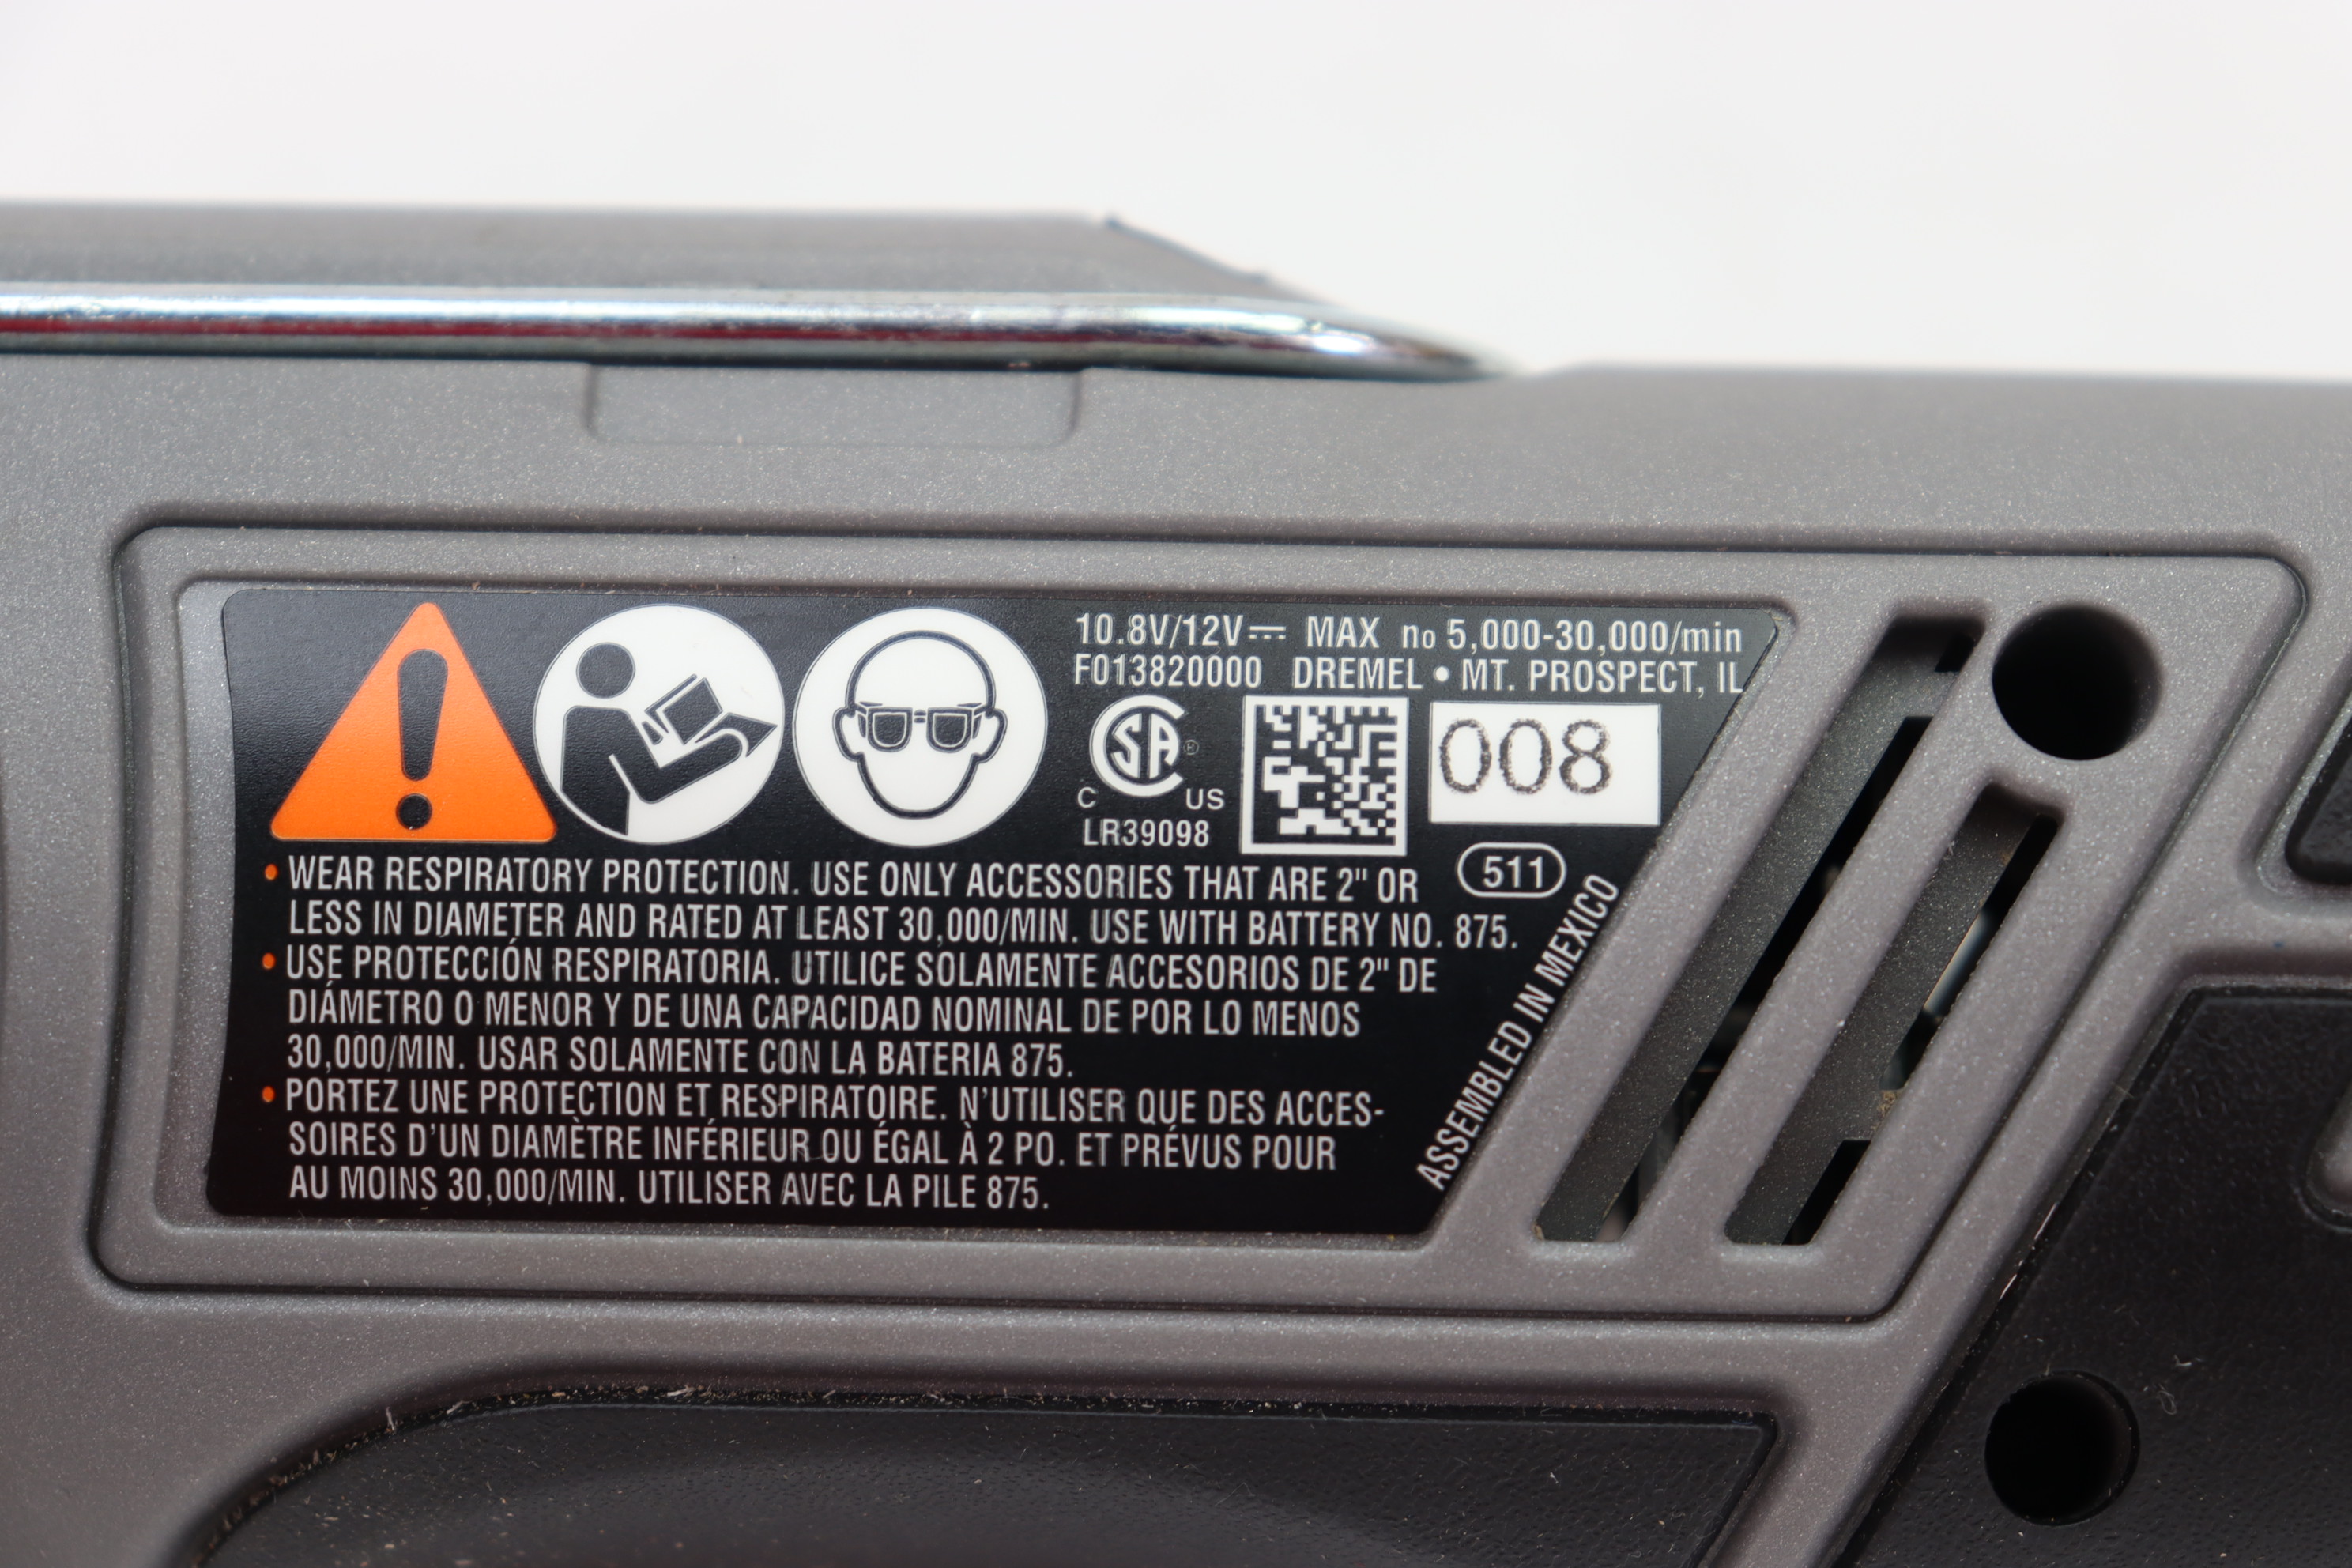 10.8V/12V⎓ MAX no 5,000-30,000/min
F013820000 DREMEL • MT. PROSPECT, IL
SA®
C US
LR39098
008
511
• WEAR RESPIRATORY PROTECTION. USE ONLY ACCESSORIES THAT ARE 2" OR
LESS IN DIAMETER AND RATED AT LEAST 30,000/MIN. USE WITH BATTERY NO. 875.
• USE PROTECCIÓN RESPIRATORIA. UTILICE SOLAMENTE ACCESORIOS DE 2" DE
DIÁMETRO O MENOR Y DE UNA CAPACIDAD NOMINAL DE POR LO MENOS
30,000/MIN. USAR SOLAMENTE CON LA BATERIA 875.
• PORTEZ UNE PROTECTION ET RESPIRATOIRE. N'UTILISER QUE DES ACCES-
SOIRES D'UN DIAMÈTRE INFÉRIEUR OU ÉGAL À 2 PO. ET PRÉVUS POUR
AU MOINS 30,000/MIN. UTILISER AVEC LA PILE 875.
ASSEMBLED IN MEXICO